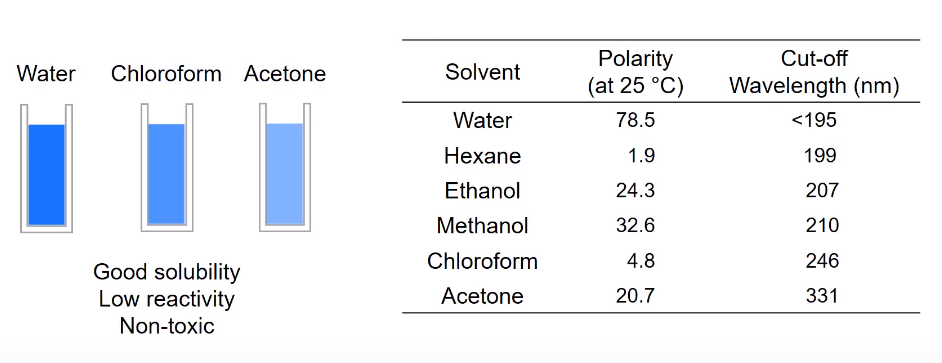 Water Chloroform Acetone
Good solubility
Low reactivity
Non-toxic
Solvent Polarity (at 25 °C) Cut-off Wavelength (nm)
Water 78.5 <195
Hexane 1.9 199
Ethanol 24.3 207
Methanol 32.6 210
Chloroform 4.8 246
Acetone 20.7 331